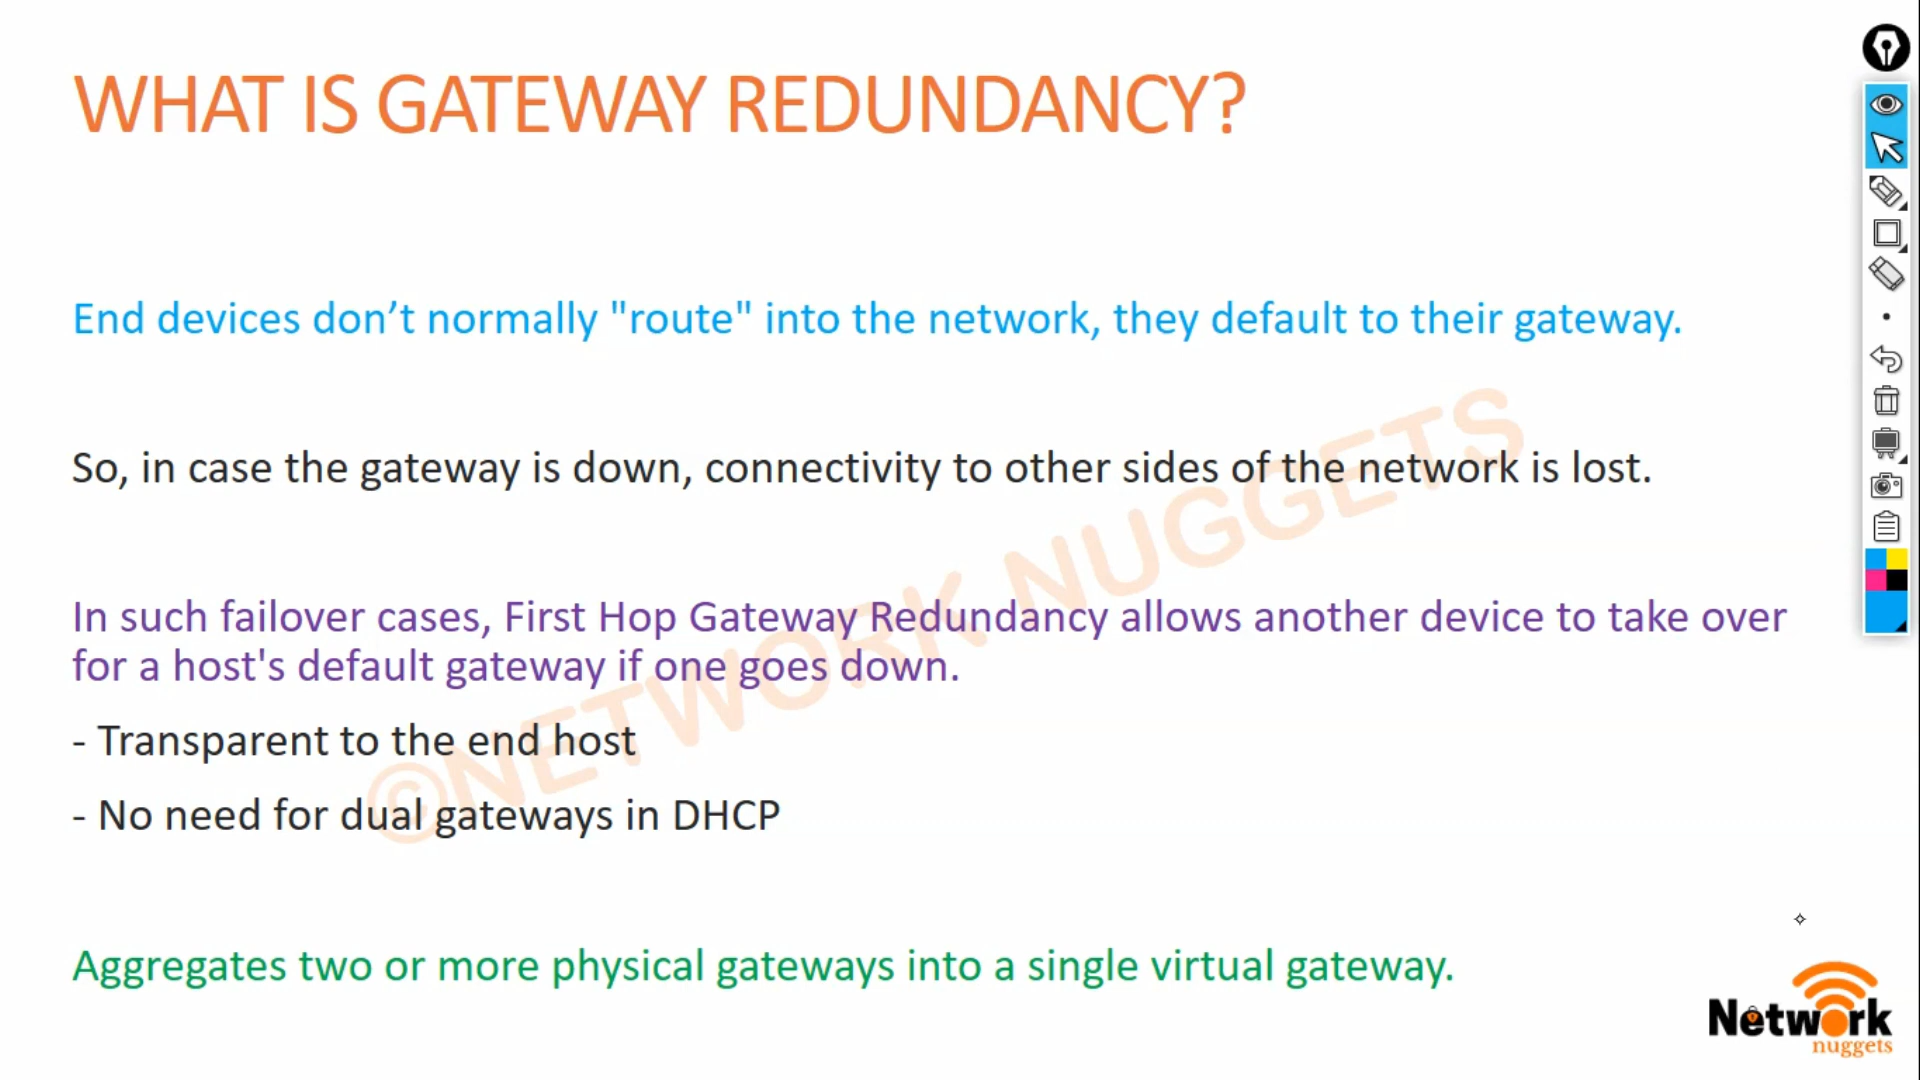 WHAT IS GATEWAY REDUNDANCY?
End devices don’t normally "route" into the network, they default to their gateway.
So, in case the gateway is down, connectivity to other sides of the network is lost.
In such failover cases, First Hop Gateway Redundancy allows another device to take over
for a host's default gateway if one goes down.
- Transparent to the end host
- No need for dual gateways in DHCP
Aggregates two or more physical gateways into a single virtual gateway.
©NETWORK NUGGETS
Network
nuggets